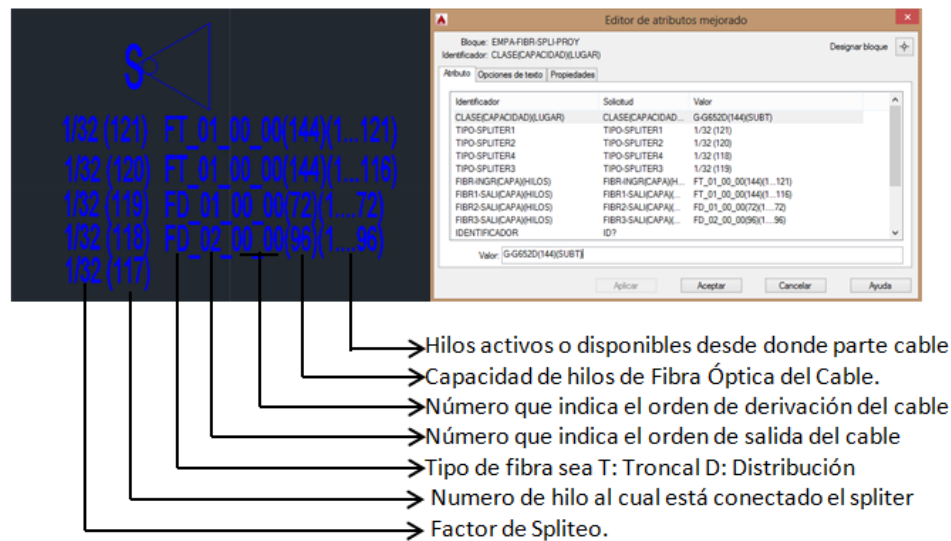 S
1/32 (121) FT_01_00_00(144)(1...121)
1/32 (120) FT_01_00_00(144)(1...116)
1/32 (119) FD_01_00_00(72)(1....72)
1/32 (118) FD_02_00_00(96)(1.....96)
1/32 (117)
Editor de atributos mejorado
Bloque: EMPA-FIBR-SPLI-PROY
Identificador: CLASE(CAPACIDAD)(LUGAR)
Designar bloque
Atributo Opciones de texto Propiedades
Identificador Solicitud Valor
CLASE(CAPACIDAD)(LUGAR) CLASE(CAPACIDAD... G-G652D(144)(SUBT)
TIPO-SPLITER1 TIPO-SPLITER1 1/32 (121)
TIPO-SPLITER2 TIPO-SPLITER2 1/32 (120)
TIPO-SPLITER4 TIPO-SPLITER4 1/32 (118)
TIPO-SPLITER3 TIPO-SPLITER3 1/32 (119)
FIBR-INGR(CAPA)(HILOS) FIBR-INGR(CAPA)(H... FT_01_00_00(144)(1...121)
FIBR1-SALI(CAPA)(HILOS) FIBR1-SALI(CAPA)(... FT_01_00_00(144)(1...116)
FIBR2-SALI(CAPA)(HILOS) FIBR2-SALI(CAPA)(... FD_01_00_00(72)(1....72)
FIBR3-SALI(CAPA)(HILOS) FIBR3-SALI(CAPA)(... FD_02_00_00(96)(1.....96)
IDENTIFICADOR ID?
Valor: G-G652D(144)(SUBT)
Aplicar Aceptar Cancelar Ayuda
Hilos activos o disponibles desde donde parte cable
Capacidad de hilos de Fibra Óptica del Cable.
Número que indica el orden de derivación del cable
Número que indica el orden de salida del cable
Tipo de fibra sea T: Troncal D: Distribución
Numero de hilo al cual está conectado el spliter
Factor de Spliteo.